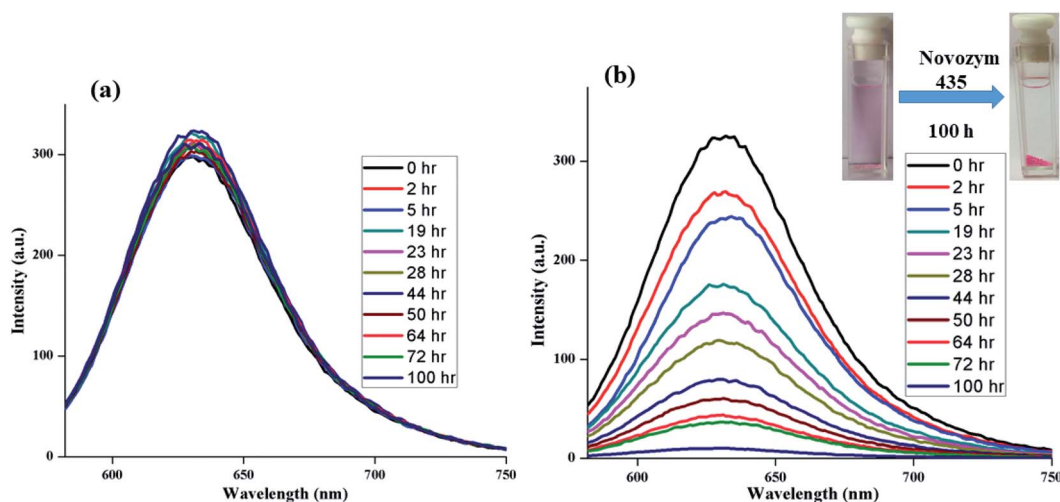 (a)
300
200
100
0
600
650
700
750
Intensity (a.u.)
Wavelength (nm)
0 hr
2 hr
5 hr
19 hr
23 hr
28 hr
44 hr
50 hr
64 hr
72 hr
100 hr
(b)
Novozym
435
100 h
300
200
100
0
600
650
700
750
Intensity (a.u.)
Wavelength (nm)
0 hr
2 hr
5 hr
19 hr
23 hr
28 hr
44 hr
50 hr
64 hr
72 hr
100 hr